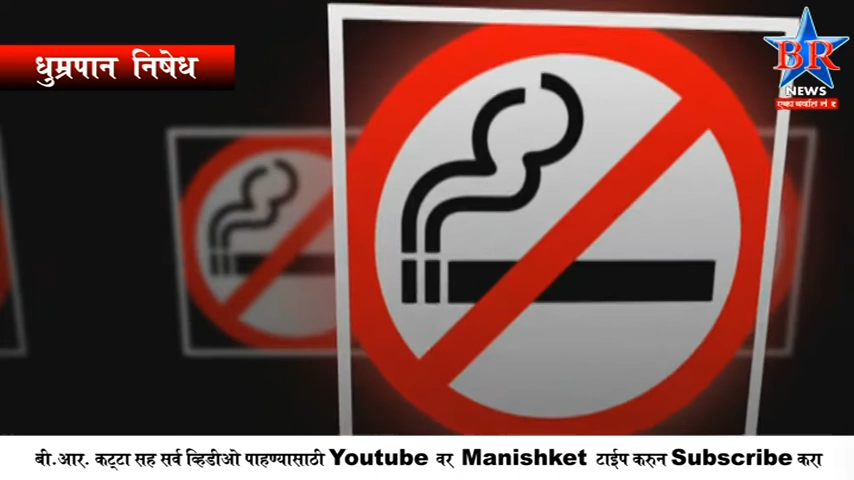 धुम्रपान निषेध
BR
NEWS
बी.आर. कट्टा सह सर्व व्हिडीओ पाहण्यासाठी Youtube वर Manishket टाईप करुन Subscribe करा